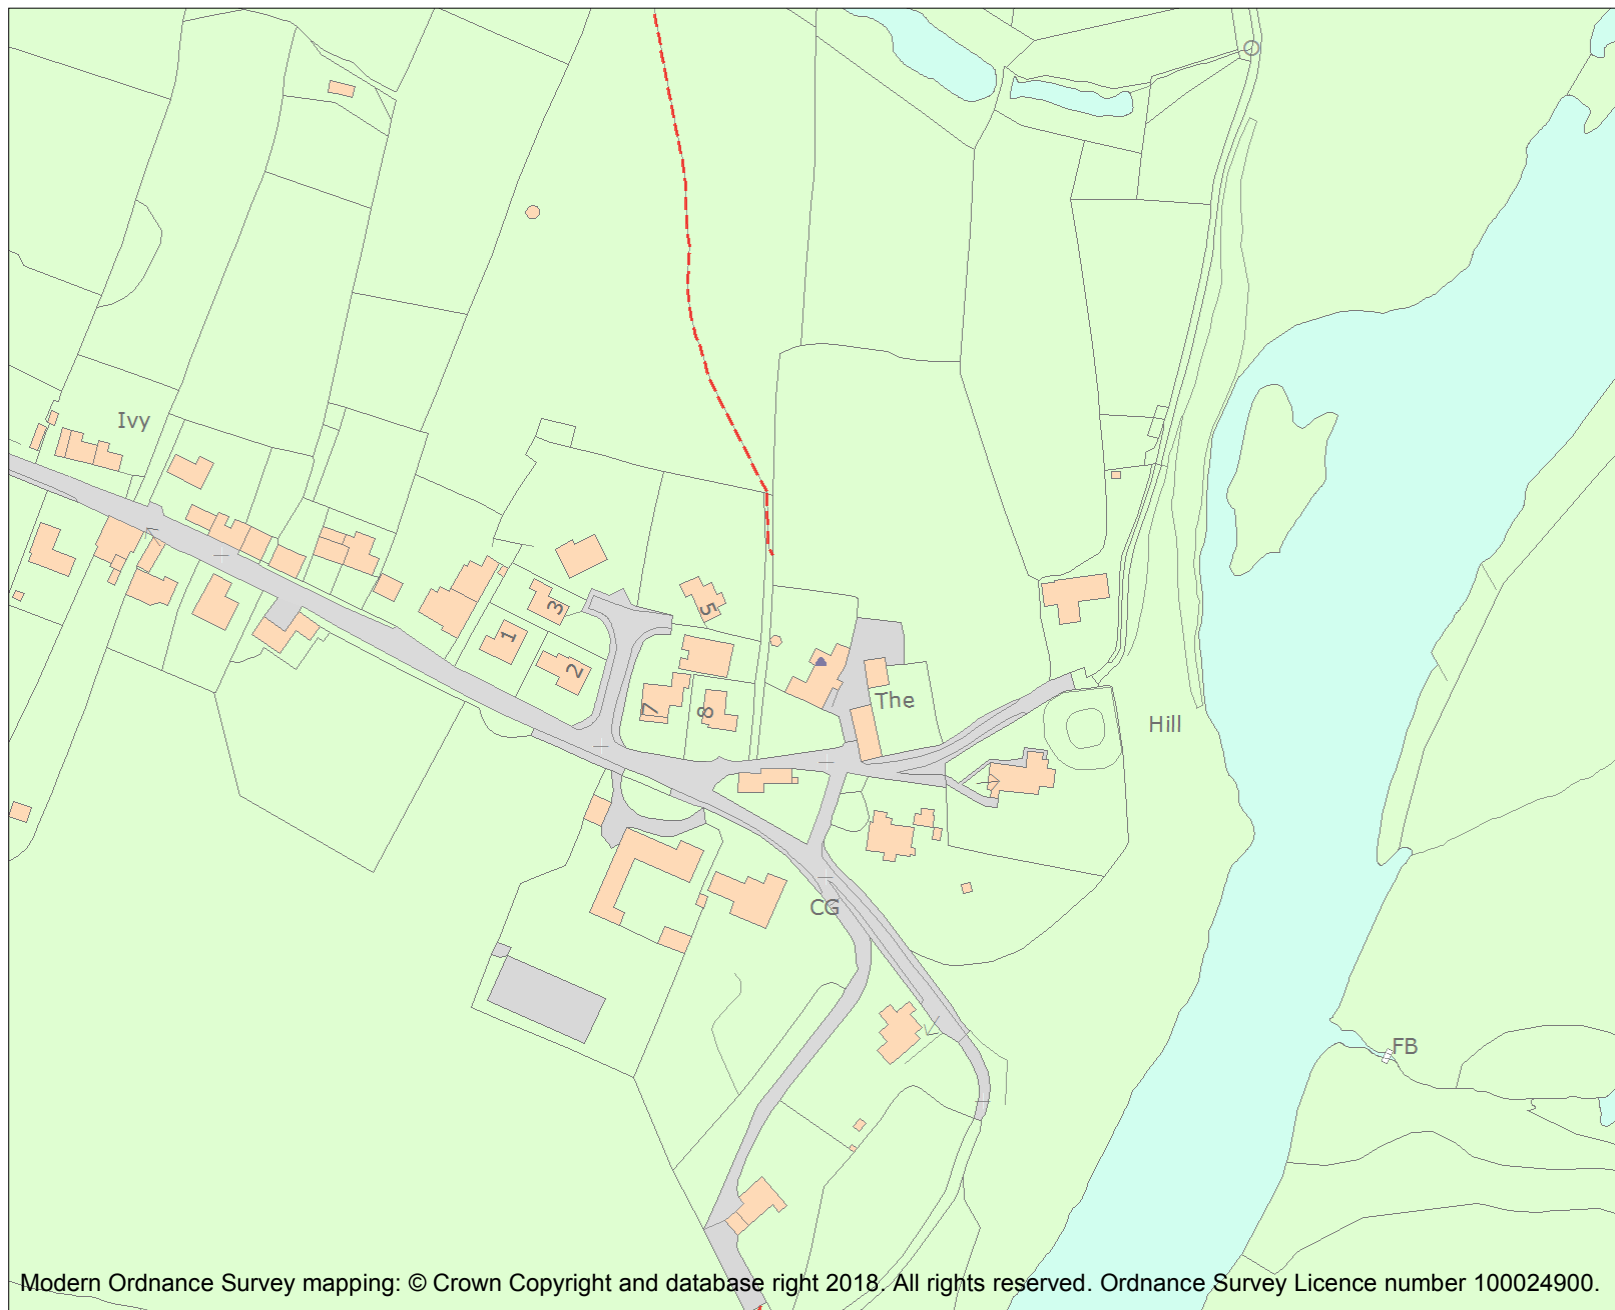 Ivy
3
5
1
2
7
8
The
Hill
CG
FB
Modern Ordnance Survey mapping: © Crown Copyright and database right 2018. All rights reserved. Ordnance Survey Licence number 100024900.